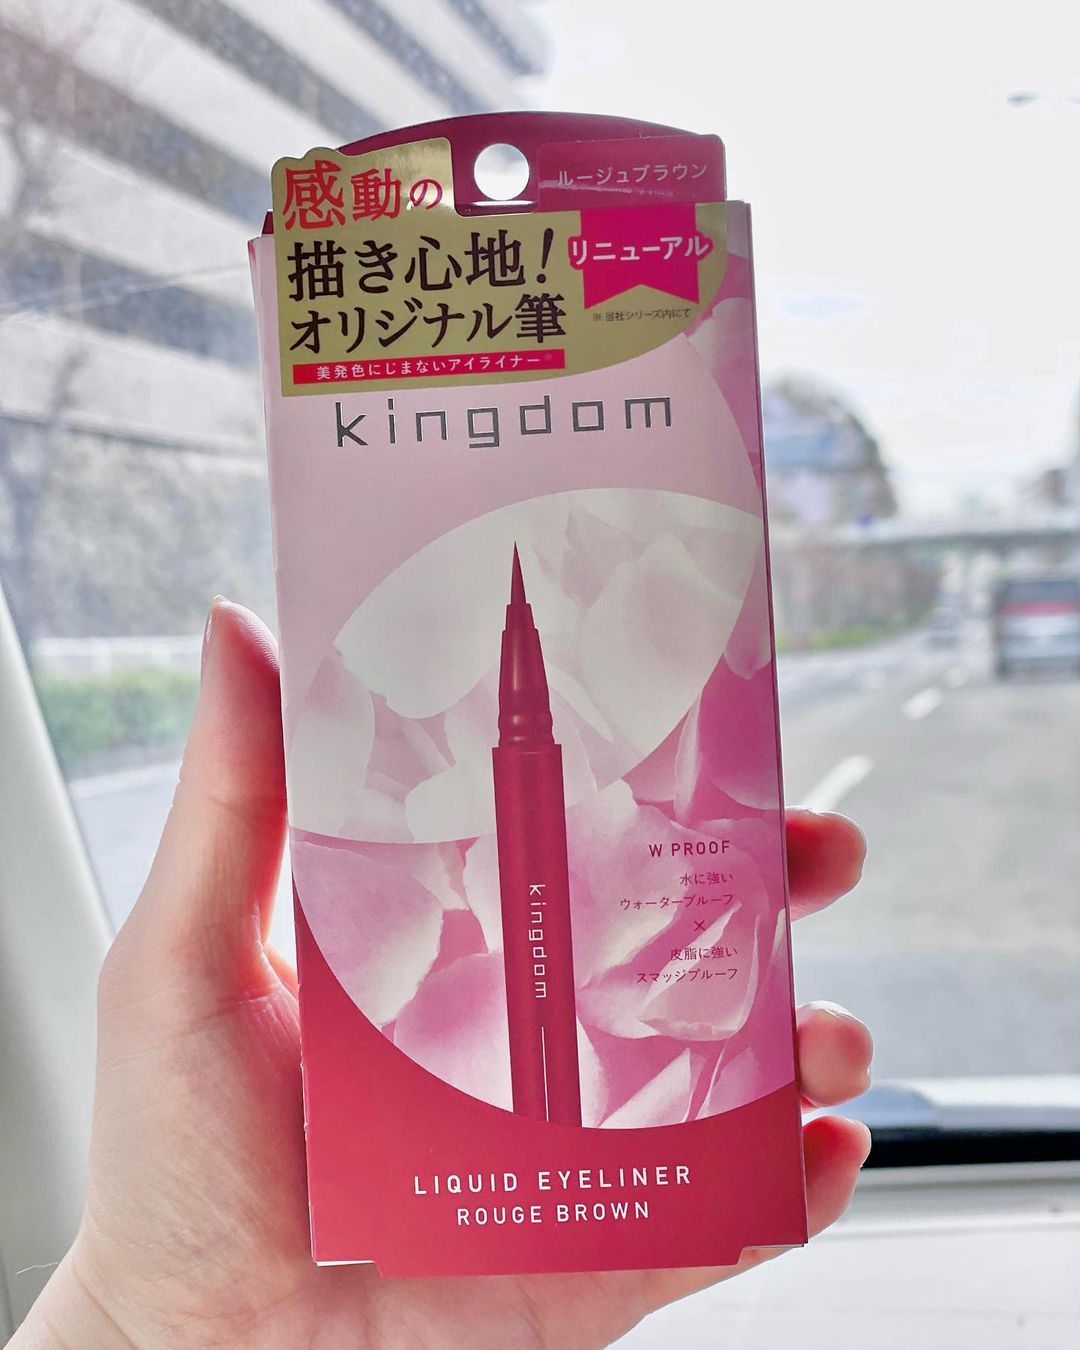 ルージュブラウン
感動の
描き心地!
オリジナル筆
リニューアル
※当社シリーズ内にて
美発色にじまないアイライナー※
kingdom
kingdom
W PROOF
水に強い
ウォータープルーフ
×
皮脂に強い
スマッジプルーフ
LIQUID EYELINER
ROUGE BROWN